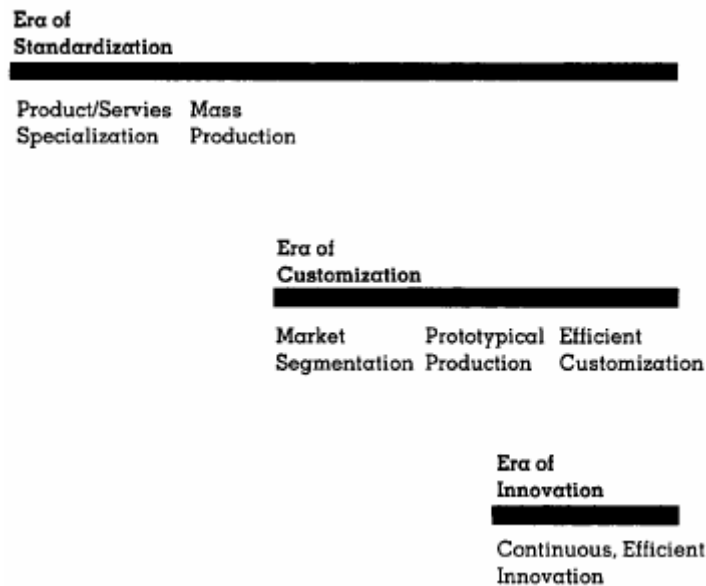 Era of
Standardization
Product/Servies Mass
Specialization Production
Era of
Customization
Market Prototypical Efficient
Segmentation Production Customization
Era of
Innovation
Continuous, Efficient
Innovation